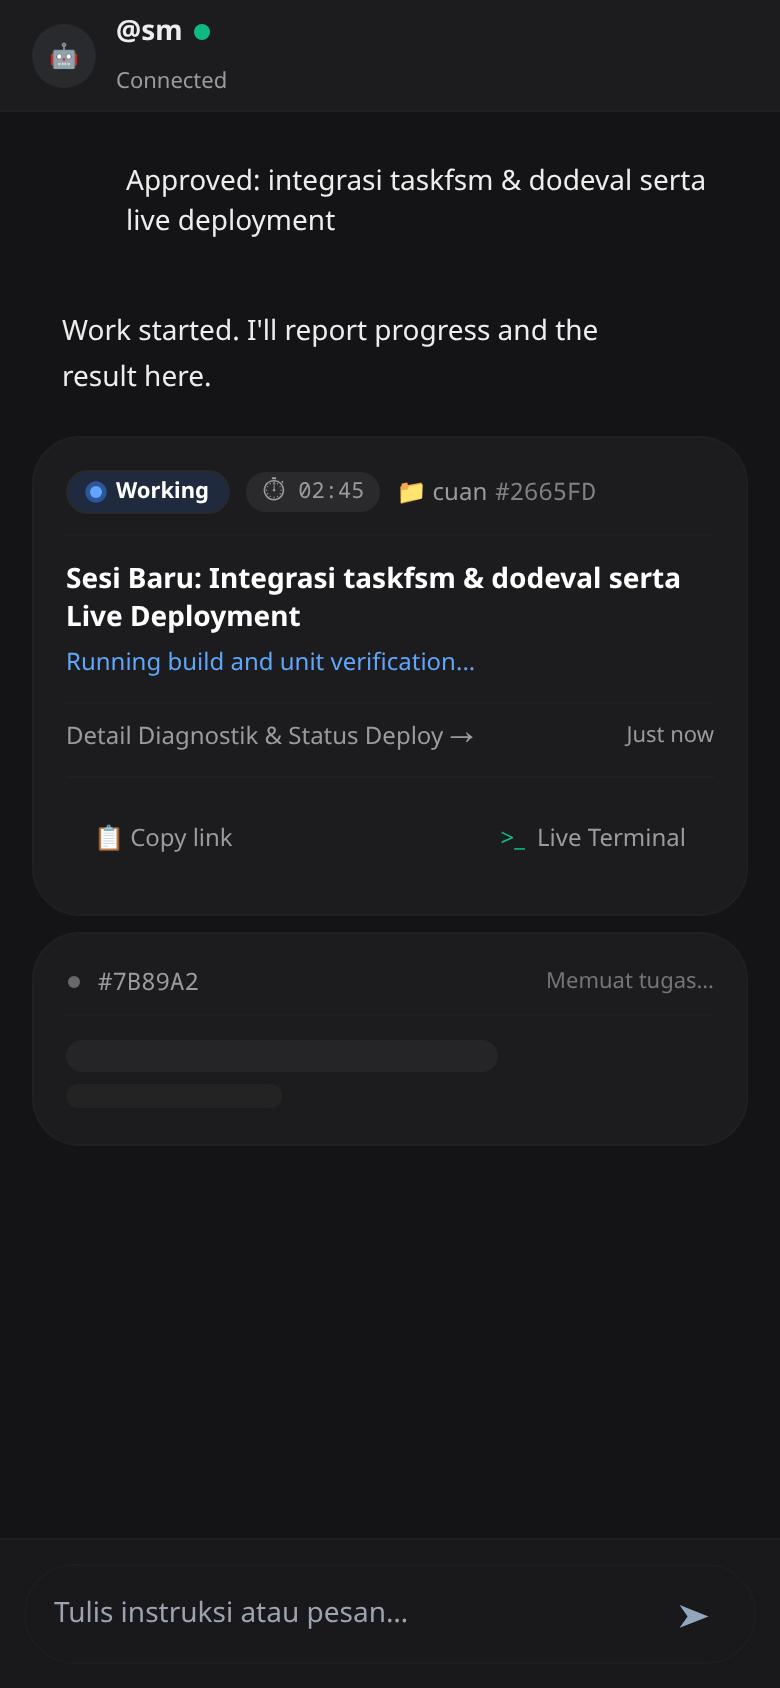 @sm
Connected
Approved: integrasi taskfsm & dodeval serta
live deployment
Work started. I'll report progress and the
result here.
Working 02:45 cuan #2665FD
Sesi Baru: Integrasi taskfsm & dodeval serta
Live Deployment
Running build and unit verification...
Detail Diagnostik & Status Deploy → Just now
Copy link >_ Live Terminal
#7B89A2 Memuat tugas...
Tulis instruksi atau pesan...